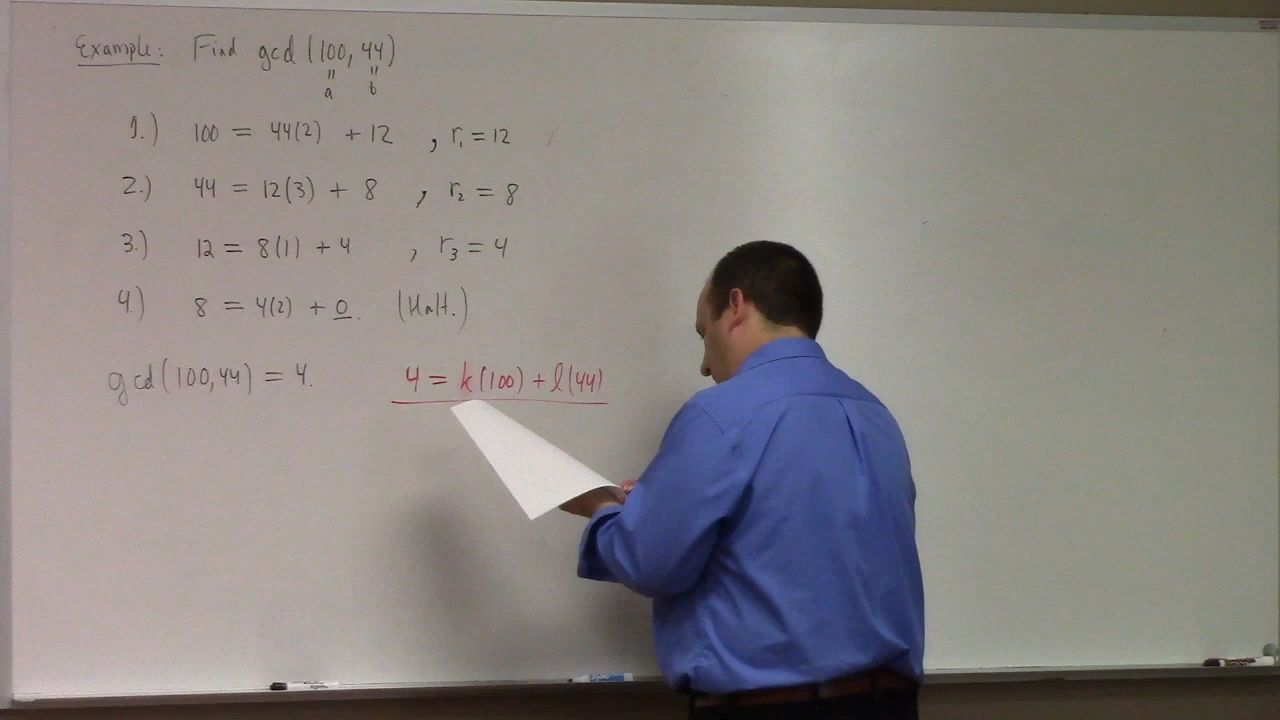 Example: Find gcd(100, 44)
" "
a b
1.) 100 = 44(2) + 12 , r₁ = 12
2.) 44 = 12(3) + 8 , r₂ = 8
3.) 12 = 8(1) + 4 , r₃ = 4
4.) 8 = 4(2) + 0. (Halt.)
gcd(100,44) = 4. 4 = k(100) + l(44)